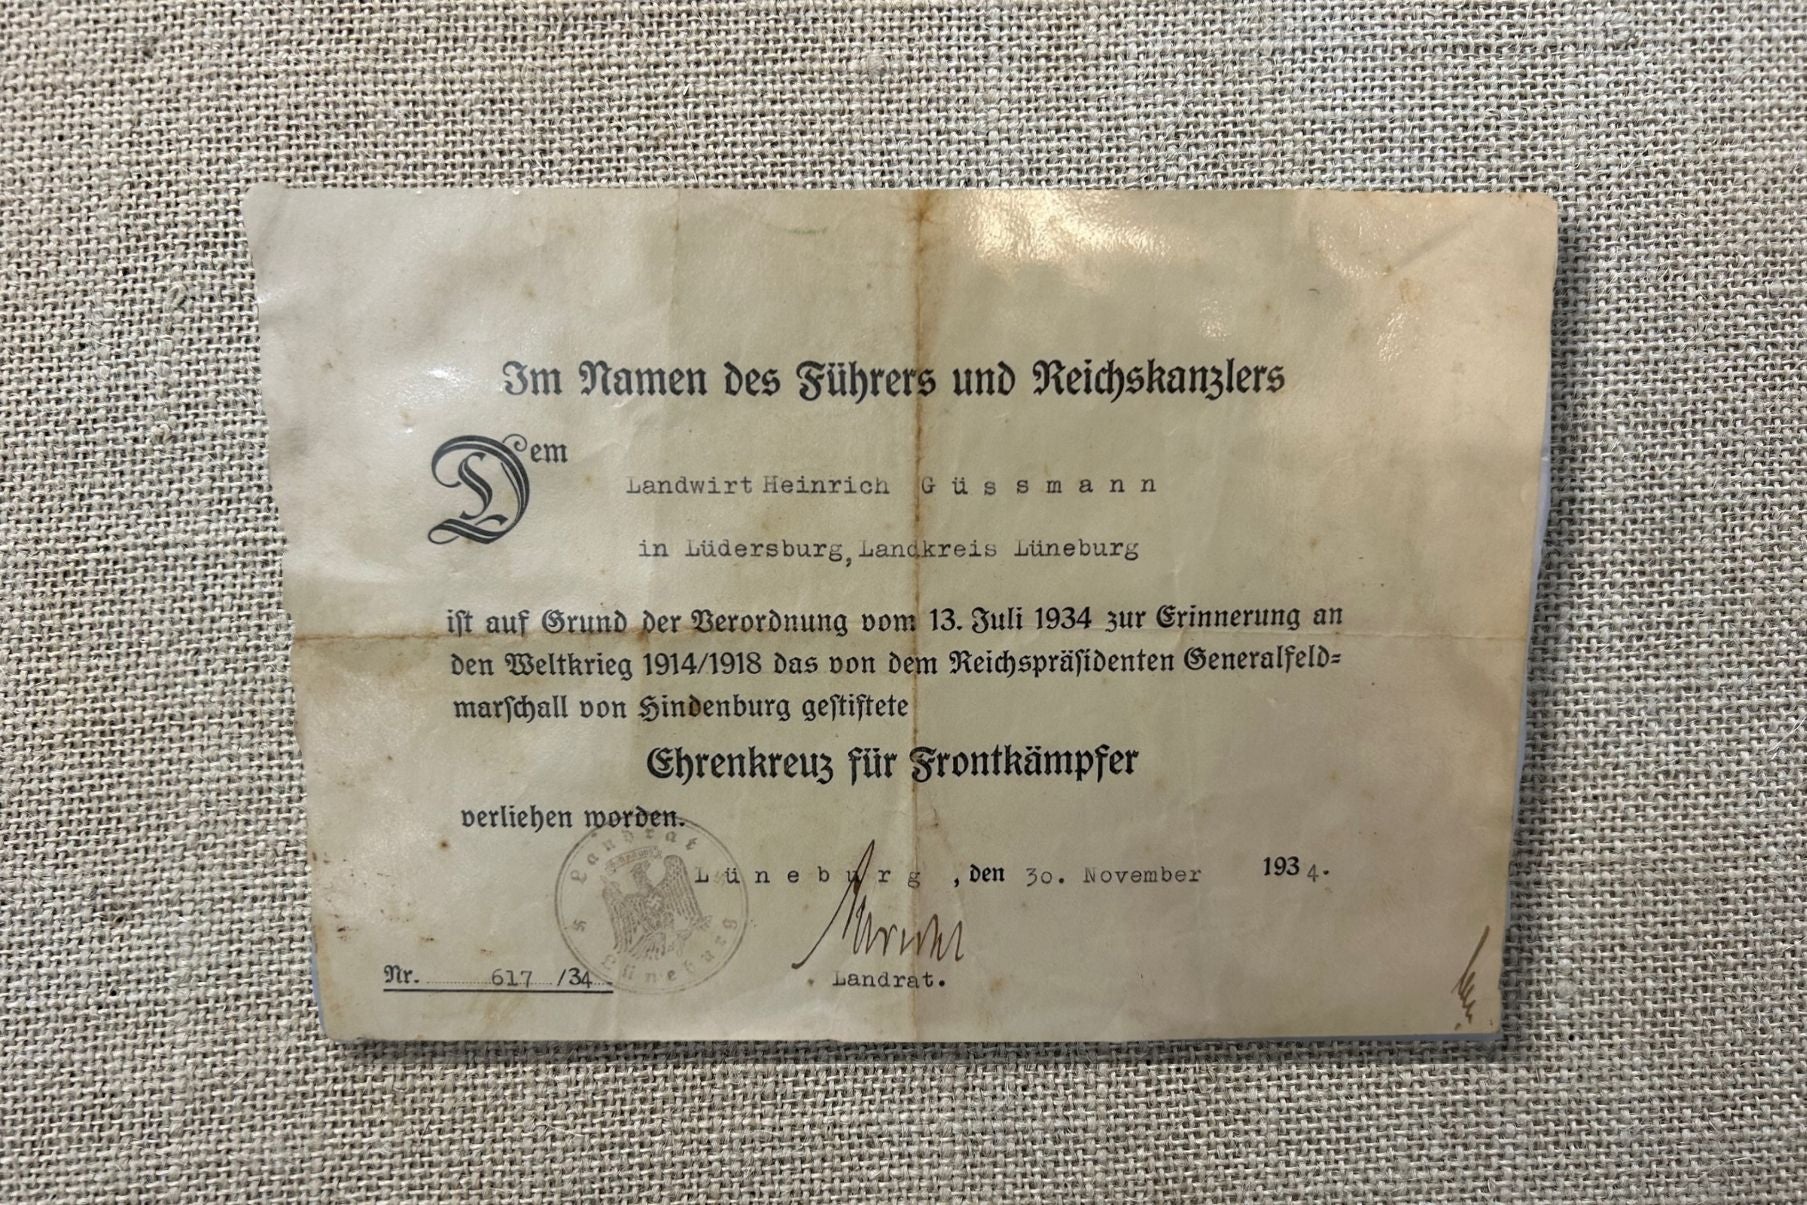 Im Namen des Führers und Reichskanzlers
Dem
Landwirt Heinrich Güssmann
in Lüdersburg, Landkreis Lüneburg
ist auf Grund der Verordnung vom 13. Juli 1934 zur Erinnerung an
den Weltkrieg 1914/1918 das von dem Reichspräsidenten Generalfeld-
marschall von Hindenburg gestiftete
Ehrenkreuz für Frontkämpfer
verliehen worden.
Landrat
Lüneburg, den 30. November 1934.
Lüneburg
Nr. 617/34.
Landrat.